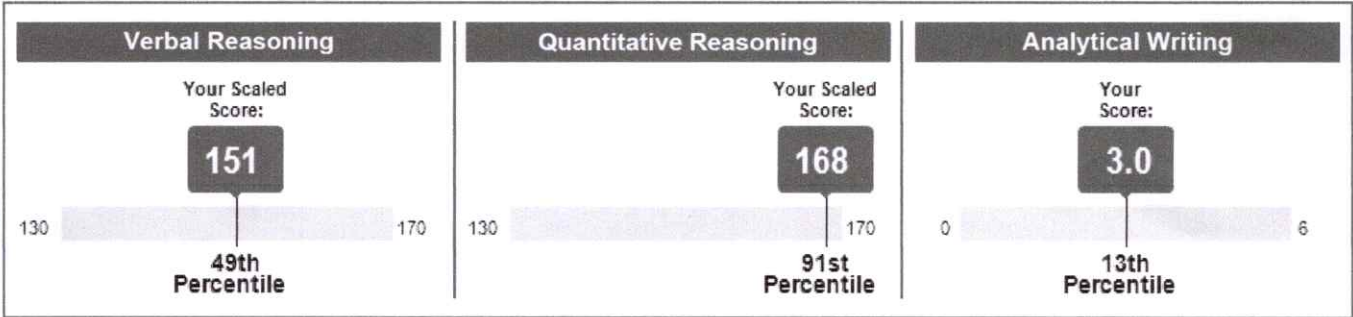 Verbal Reasoning
Your Scaled
Score:
151
130
170
49th
Percentile
Quantitative Reasoning
Your Scaled
Score:
168
130
170
91st
Percentile
Analytical Writing
Your
Score:
3.0
0
6
13th
Percentile